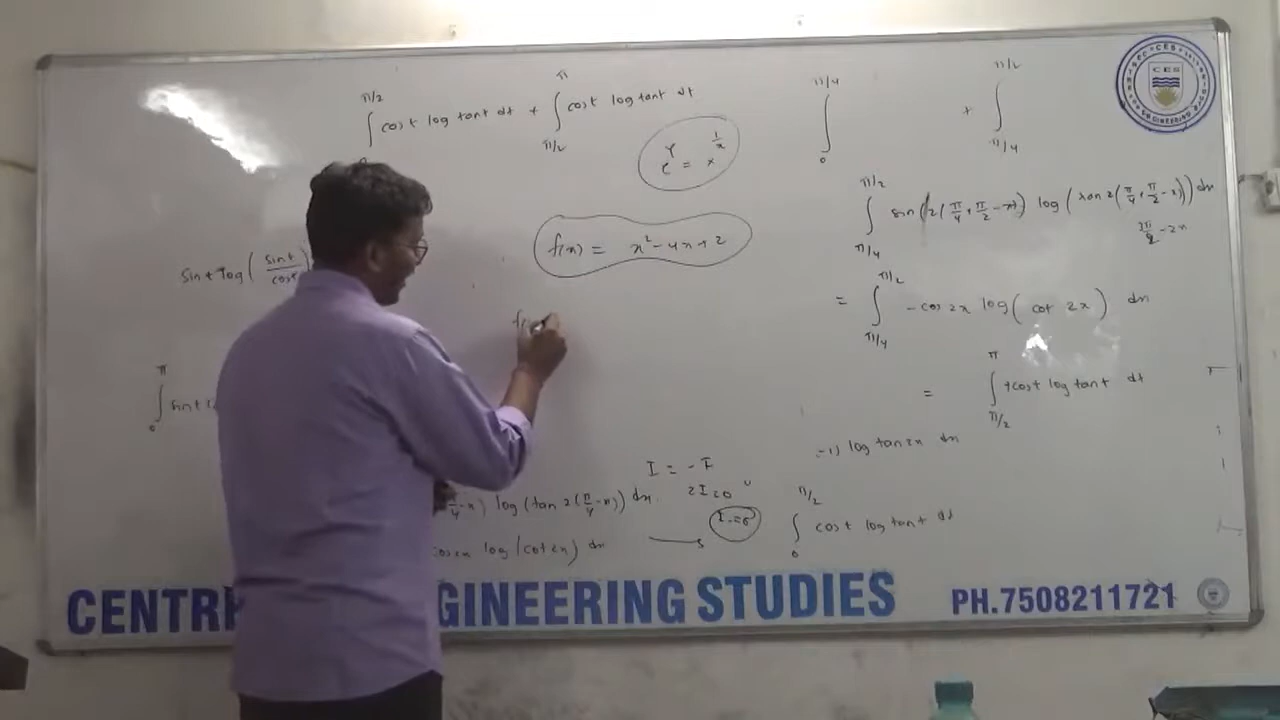 ∫₀^{π/2} cos t log tan t dt + ∫_{π/2}^{π} cos t log tan t dt
e^y = x^{1/x}
∫₀^{π/4} + ∫_{π/4}^{π/2}
∫_{π/4}^{π/2} sin(2(π/4+π/2-x)) log(tan 2(π/4+π/2-x)) dx
f(x) = x²-4x+2
sin t log(sin t/cos t
= ∫_{π/4}^{π/2} -cos 2x log(cot 2x) dx
f(
∫₀^{π} sin t
= ∫_{π/2}^{π} +cos t log tan t dt
-1) log tan 2x dx
I = -I
2I = 0
I = 0
-x) log(tan 2(π/4-x)) dx
∫₀^{π/2} cos t log tan t dt
cos 2x log(cot 2x) dx
CES
CENTR GINEERING STUDIES
PH.7508211721